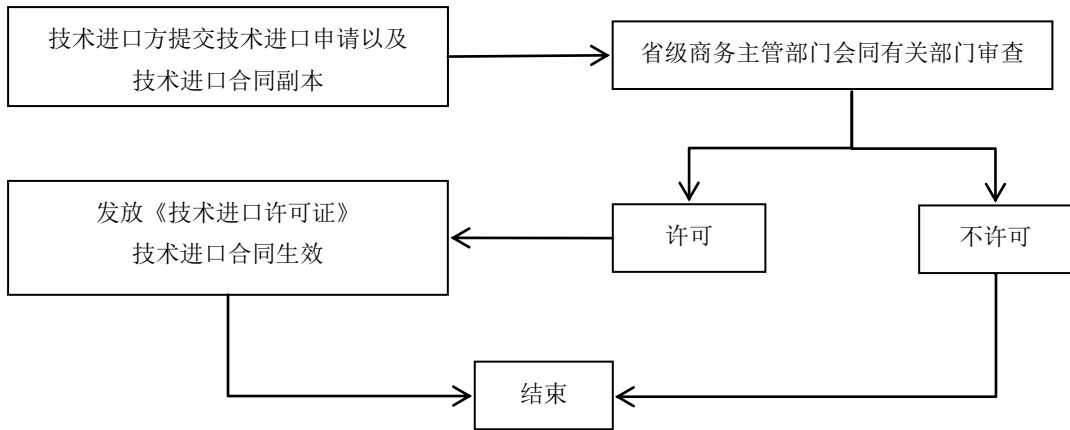 技术进口方提交技术进口申请以及
技术进口合同副本
省级商务主管部门会同有关部门审查
发放《技术进口许可证》
技术进口合同生效
许可
不许可
结束